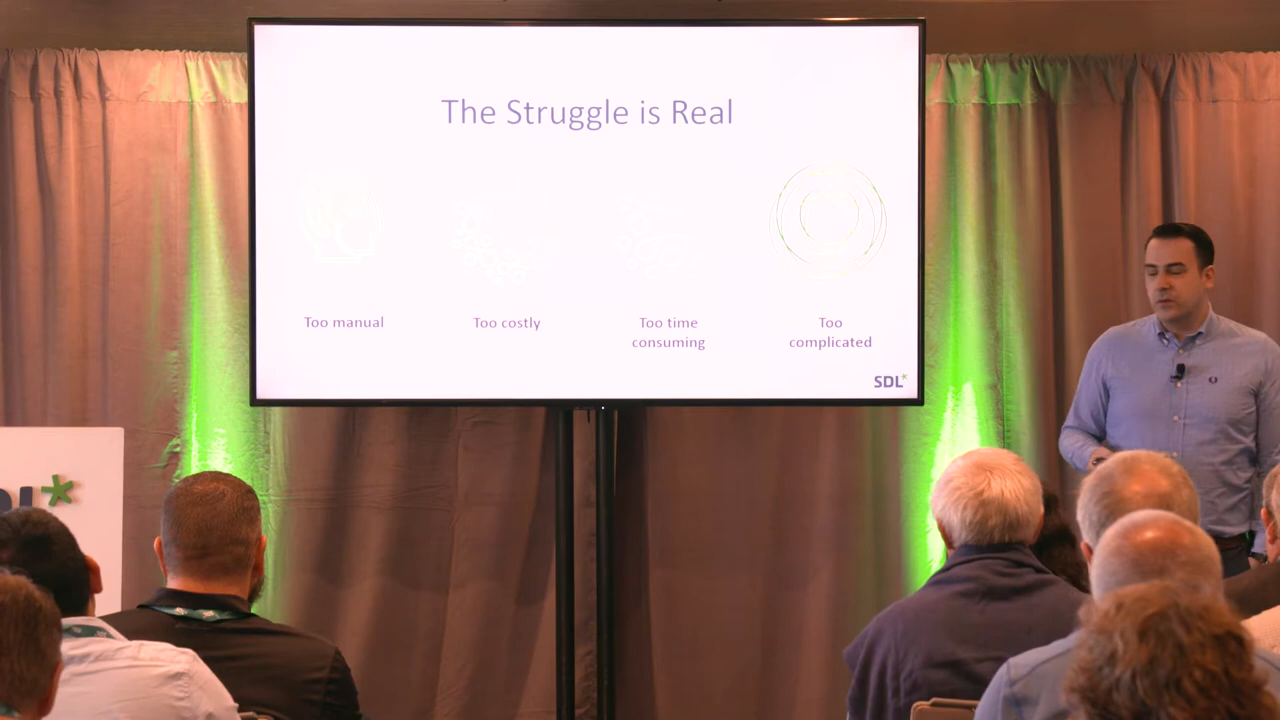 The Struggle is Real
Too manual
Too costly
Too time
consuming
Too
complicated
SDL*